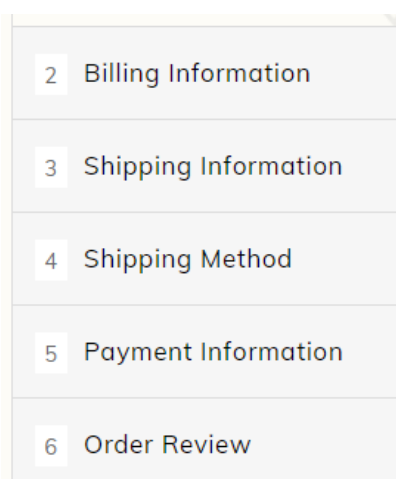 2 Billing Information
3 Shipping Information
4 Shipping Method
5 Payment Information
6 Order Review